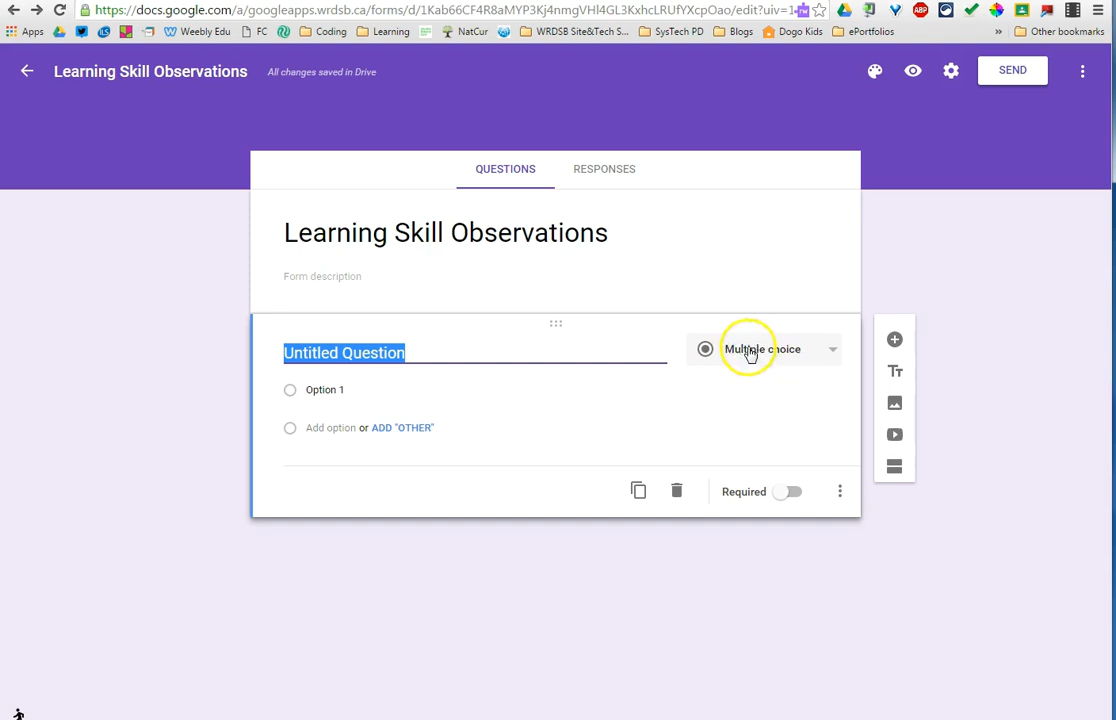 https://docs.google.com/a/googleapps.wrdsb.ca/forms/d/1Kab66CF4R8aMYP3Kj4nmgVHl4GL3KxhcLRUfYXcpOao/edit?uiv=1
Apps Weebly Edu FC Coding Learning NatCur WRDSB Site&Tech S... SysTech PD Blogs Dogo Kids ePortfolios » Other bookmarks
Learning Skill Observations All changes saved in Drive SEND
QUESTIONS RESPONSES
Learning Skill Observations
Form description
Untitled Question Multiple choice
Option 1
Add option or ADD "OTHER"
Required